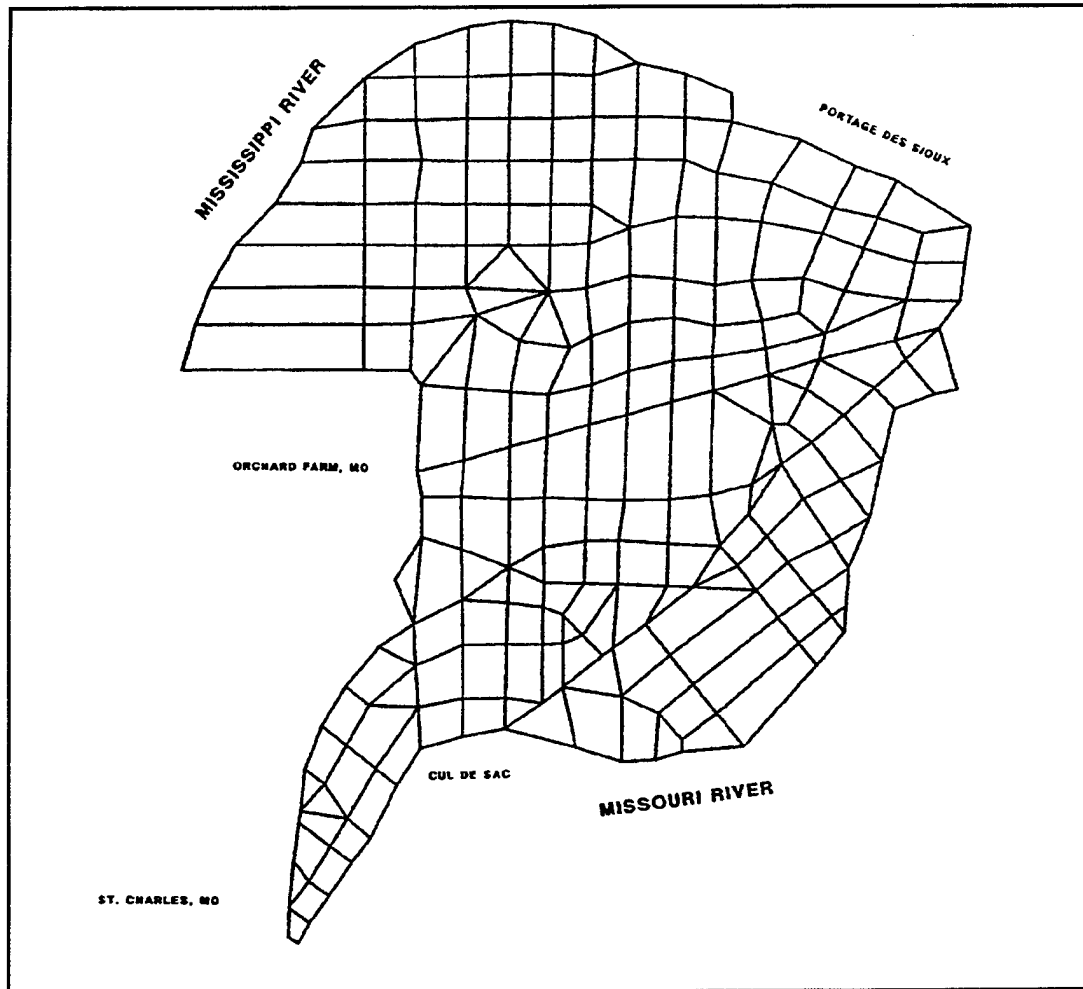 MISSISSIPPI RIVER
PORTAGE DES SIOUX
ORCHARD FARM, MO
CUL DE SAC
MISSOURI RIVER
ST. CHARLES, MO